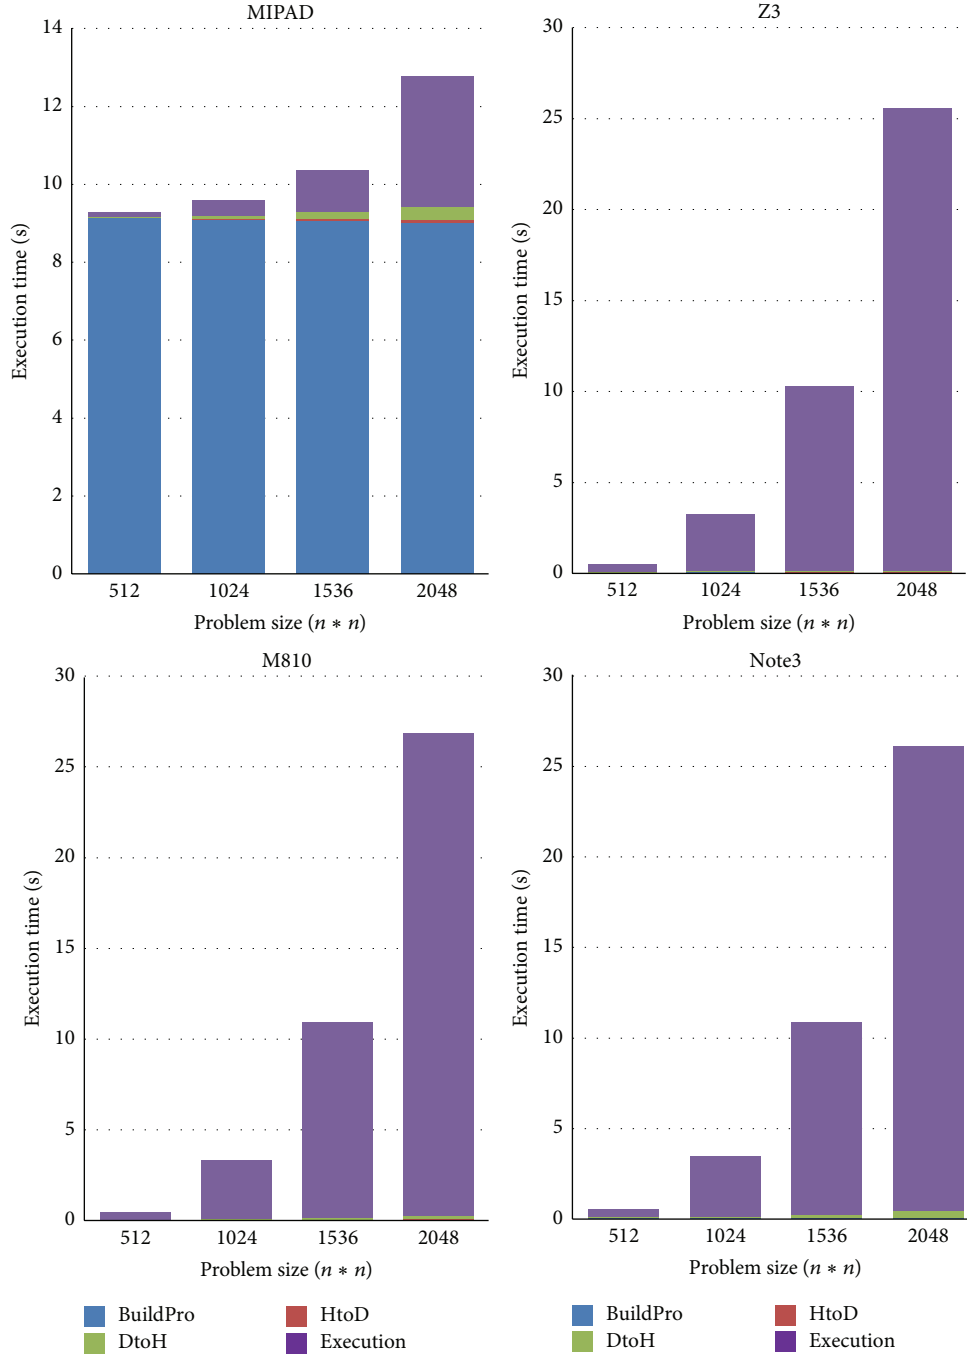 MIPAD
14
12
10
8
6
4
2
0
Execution time (s)
512 1024 1536 2048
Problem size (n ∗ n)
Z3
30
25
20
15
10
5
0
Execution time (s)
512 1024 1536 2048
Problem size (n ∗ n)
M810
30
25
20
15
10
5
0
Execution time (s)
512 1024 1536 2048
Problem size (n ∗ n)
BuildPro HtoD
DtoH Execution
Note3
30
25
20
15
10
5
0
Execution time (s)
512 1024 1536 2048
Problem size (n ∗ n)
BuildPro HtoD
DtoH Execution